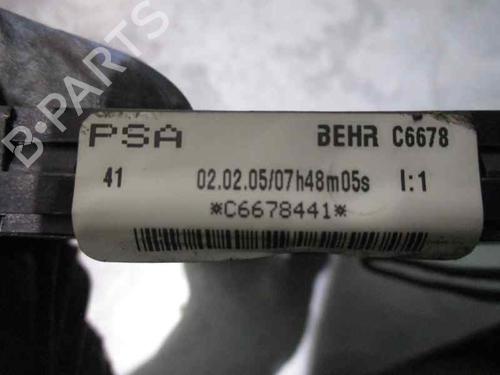 B-PARTS
PSA BEHR C6678
41 02.02.05/07h48m05s I:1
*C6678441*